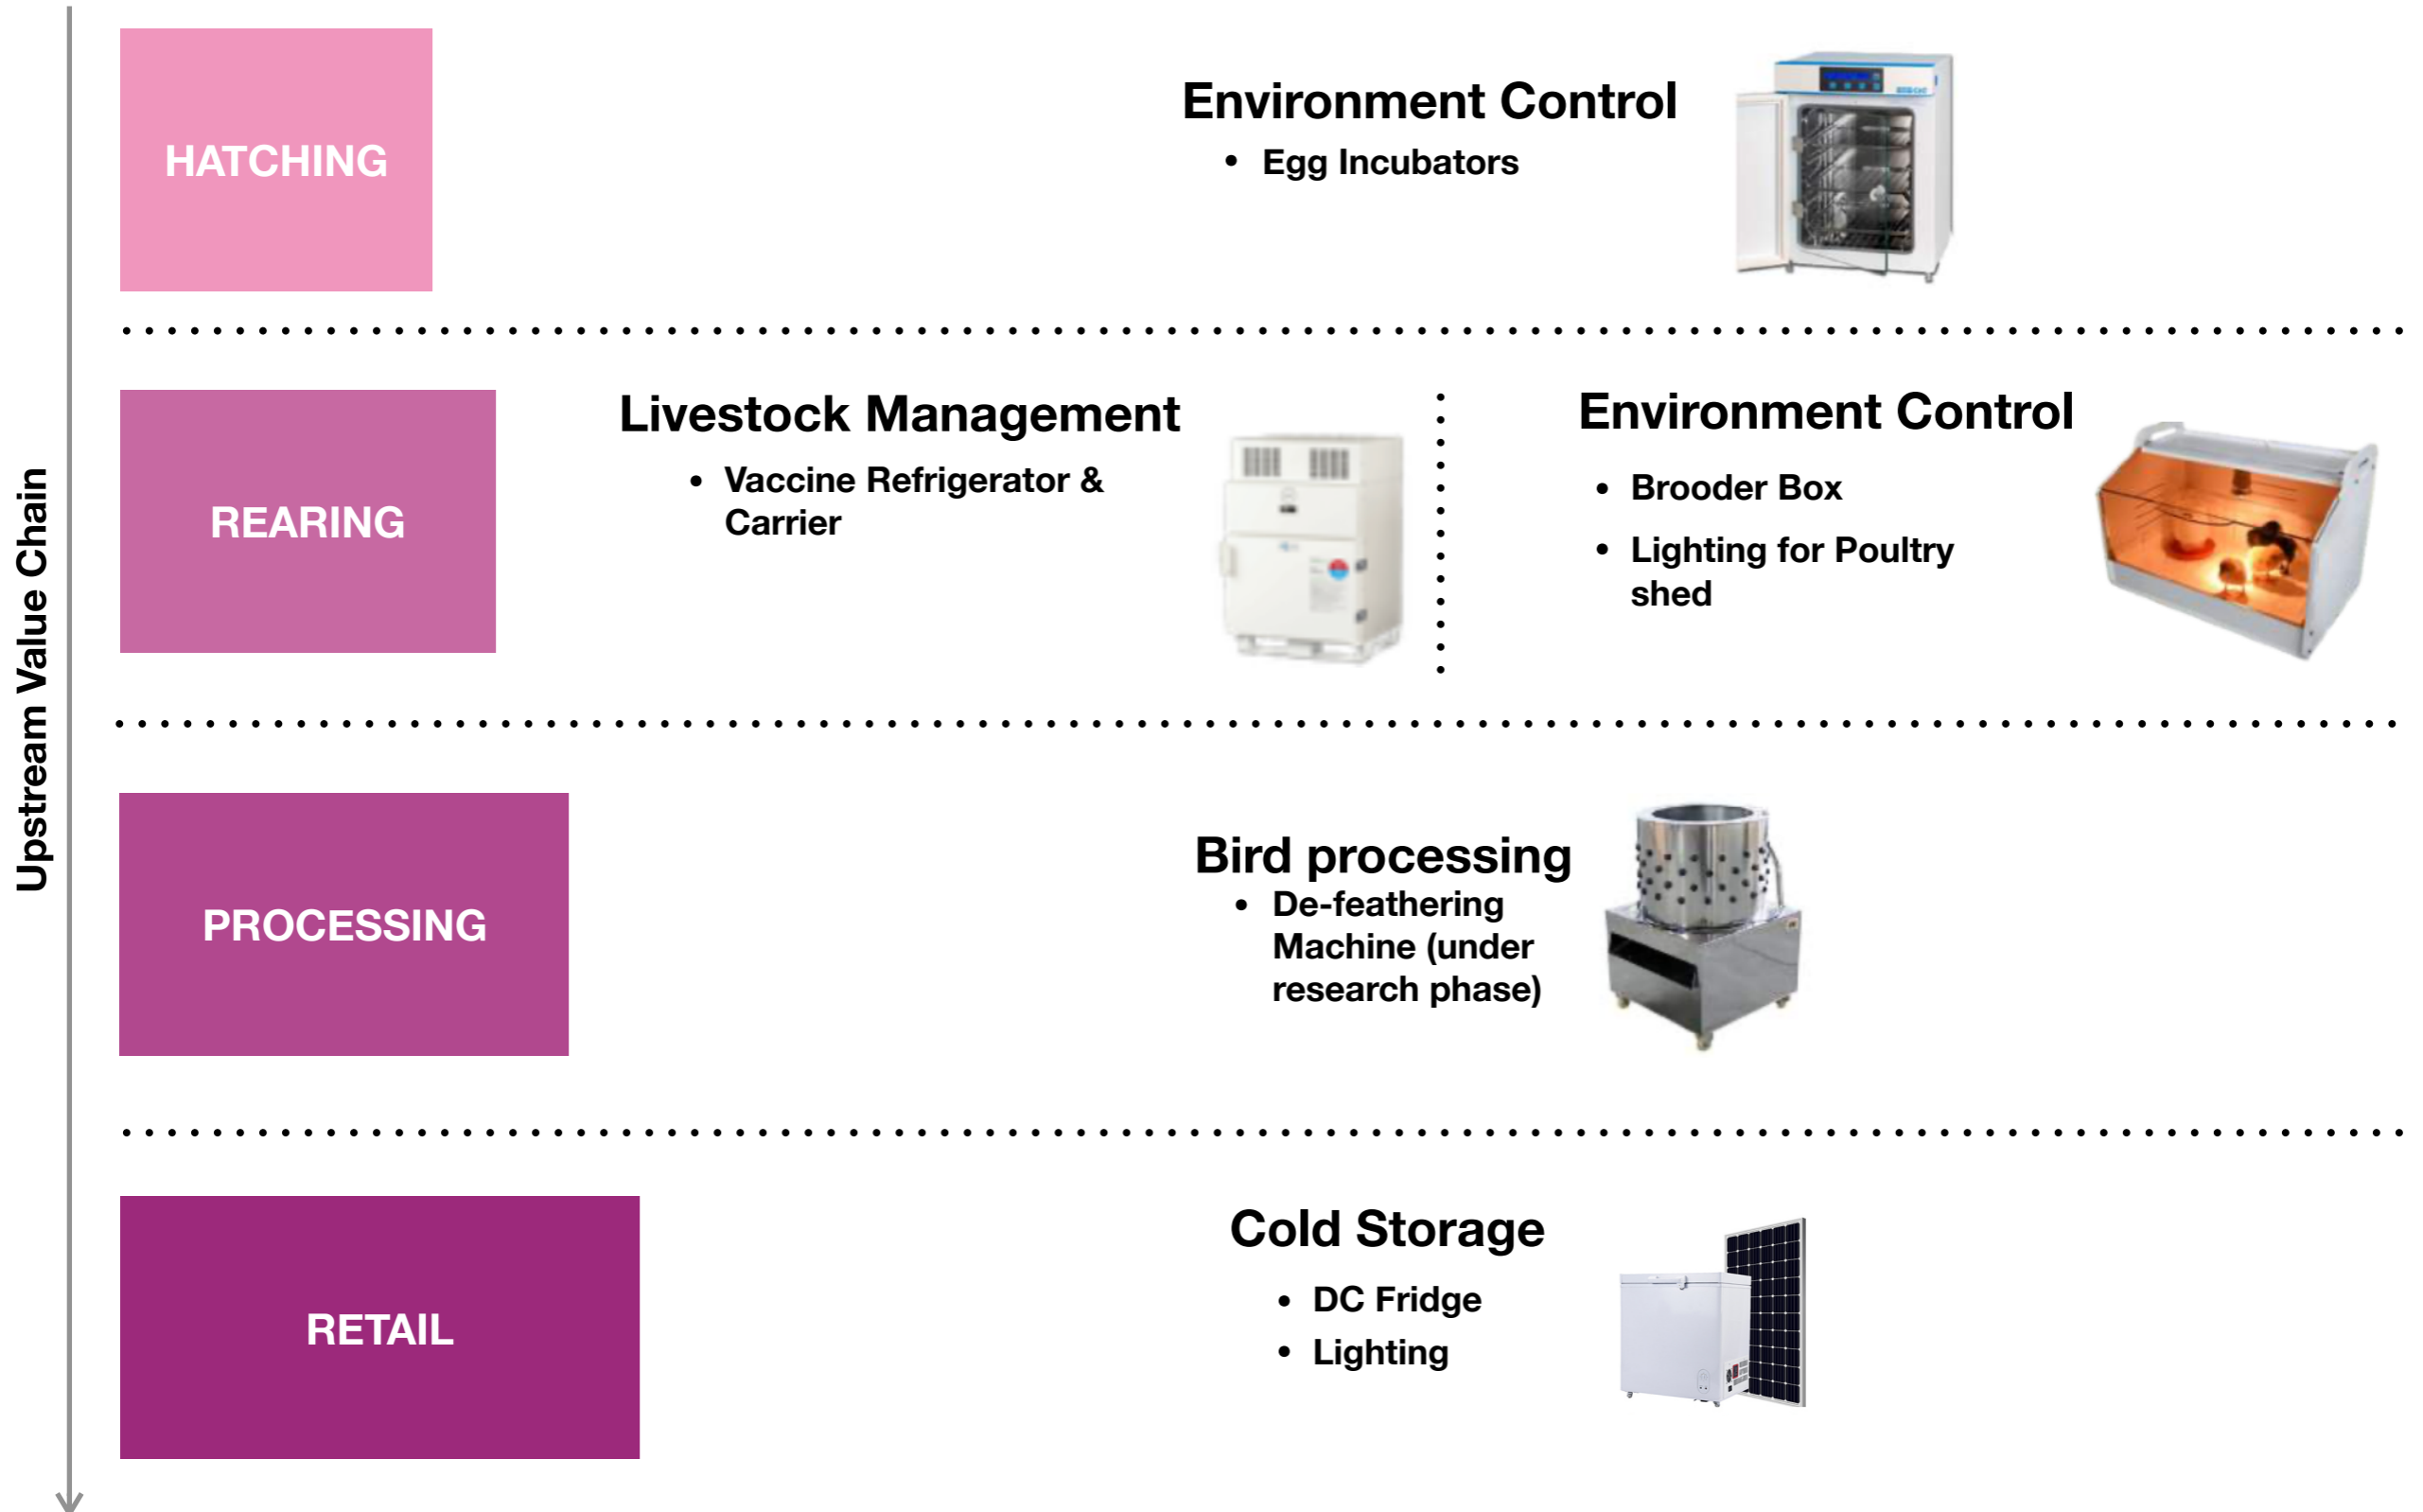 Upstream Value Chain
HATCHING
Environment Control
• Egg Incubators
REARING
Livestock Management
• Vaccine Refrigerator &
Carrier
Environment Control
• Brooder Box
• Lighting for Poultry
shed
PROCESSING
Bird processing
• De-feathering
Machine (under
research phase)
RETAIL
Cold Storage
• DC Fridge
• Lighting